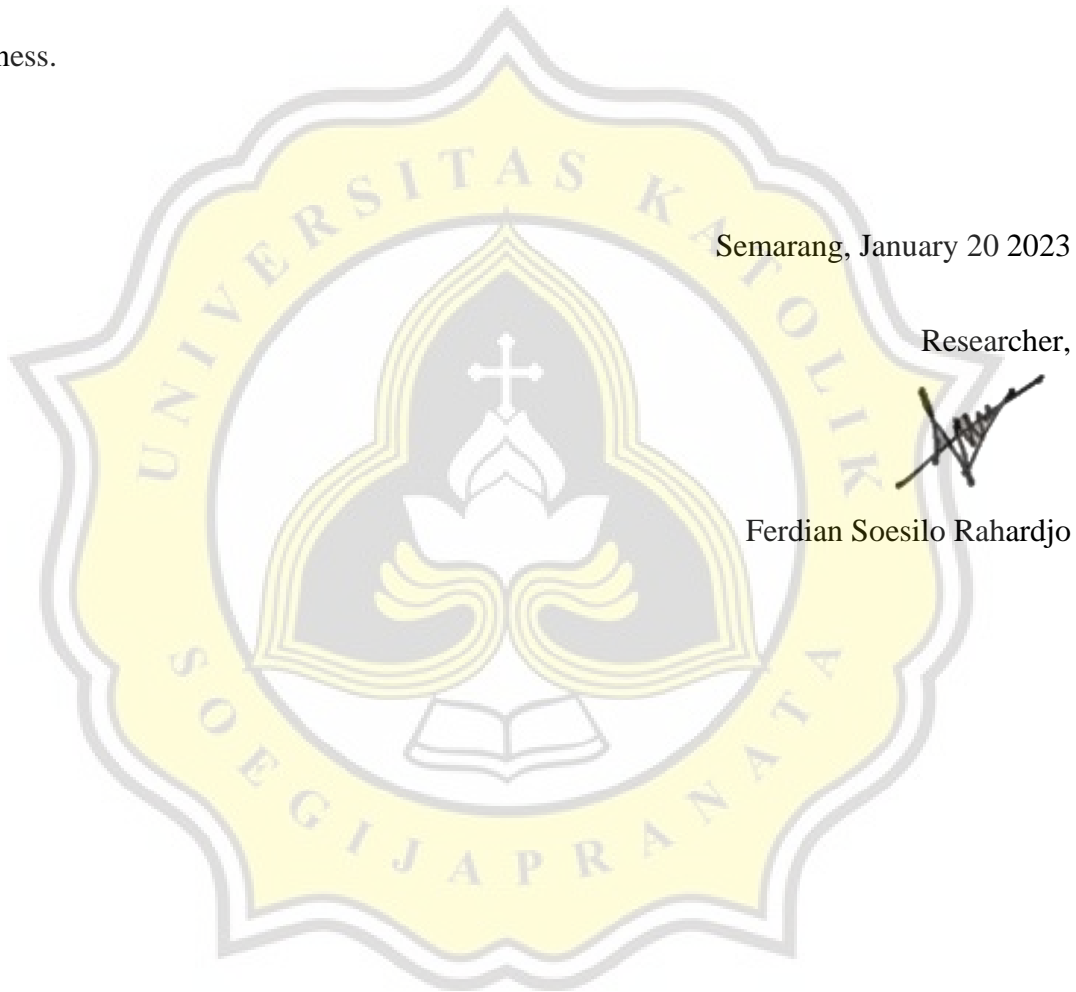 ness.
UNIVERSITAS KATOLIK
Semarang, January 20 2023
Researcher,
Ferdian Soesilo Rahardjo
SOEGIJAPRANATA